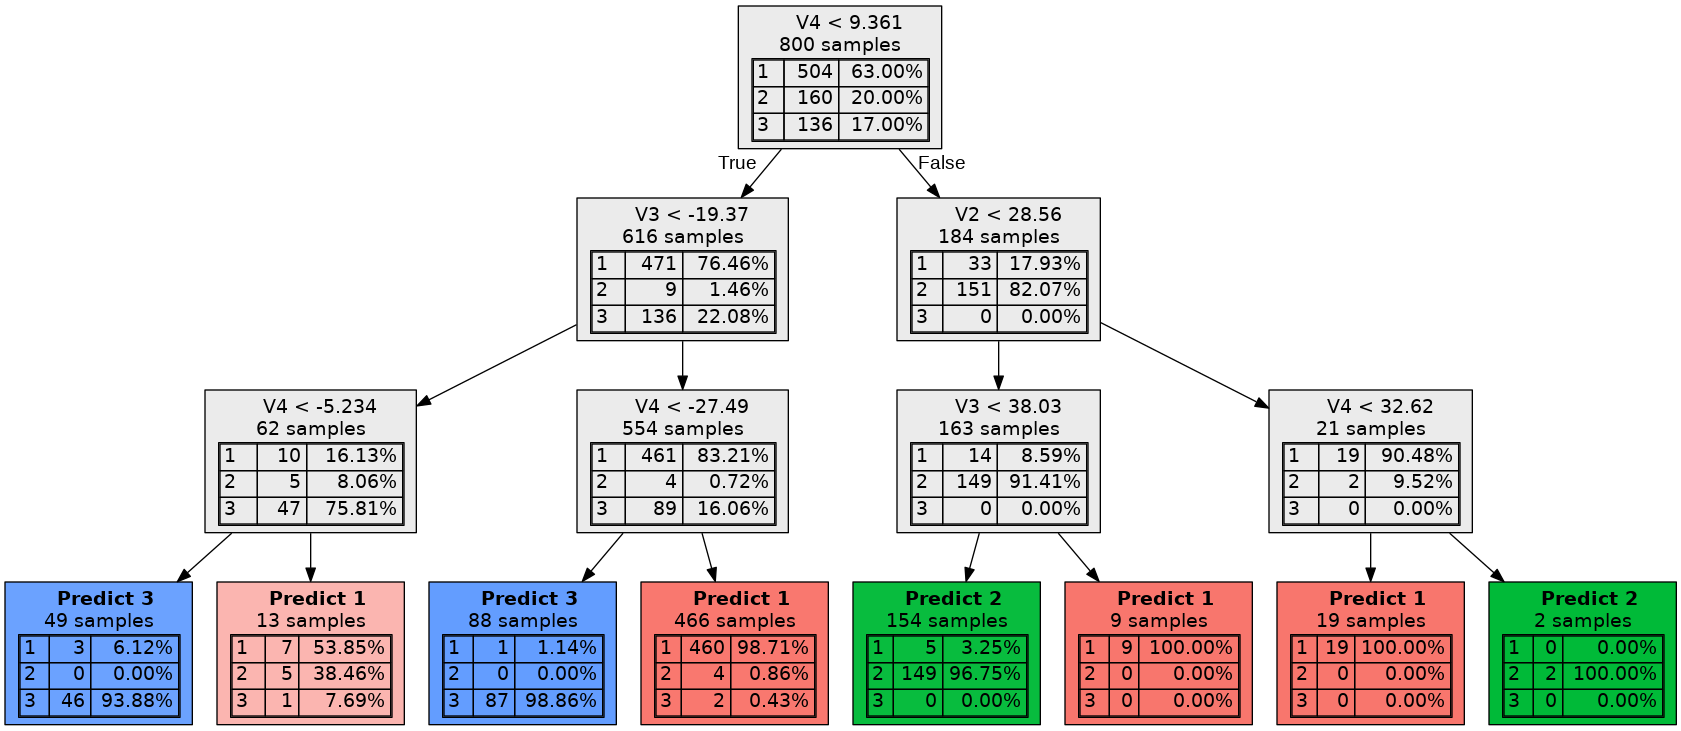 V4 < 9.361
800 samples
1 504 63.00%
2 160 20.00%
3 136 17.00%
True
False
V3 < -19.37
616 samples
1 471 76.46%
2 9 1.46%
3 136 22.08%
V2 < 28.56
184 samples
1 33 17.93%
2 151 82.07%
3 0 0.00%
V4 < -5.234
62 samples
1 10 16.13%
2 5 8.06%
3 47 75.81%
V4 < -27.49
554 samples
1 461 83.21%
2 4 0.72%
3 89 16.06%
V3 < 38.03
163 samples
1 14 8.59%
2 149 91.41%
3 0 0.00%
V4 < 32.62
21 samples
1 19 90.48%
2 2 9.52%
3 0 0.00%
Predict 3
49 samples
1 3 6.12%
2 0 0.00%
3 46 93.88%
Predict 1
13 samples
1 7 53.85%
2 5 38.46%
3 1 7.69%
Predict 3
88 samples
1 1 1.14%
2 0 0.00%
3 87 98.86%
Predict 1
466 samples
1 460 98.71%
2 4 0.86%
3 2 0.43%
Predict 2
154 samples
1 5 3.25%
2 149 96.75%
3 0 0.00%
Predict 1
9 samples
1 9 100.00%
2 0 0.00%
3 0 0.00%
Predict 1
19 samples
1 19 100.00%
2 0 0.00%
3 0 0.00%
Predict 2
2 samples
1 0 0.00%
2 2 100.00%
3 0 0.00%